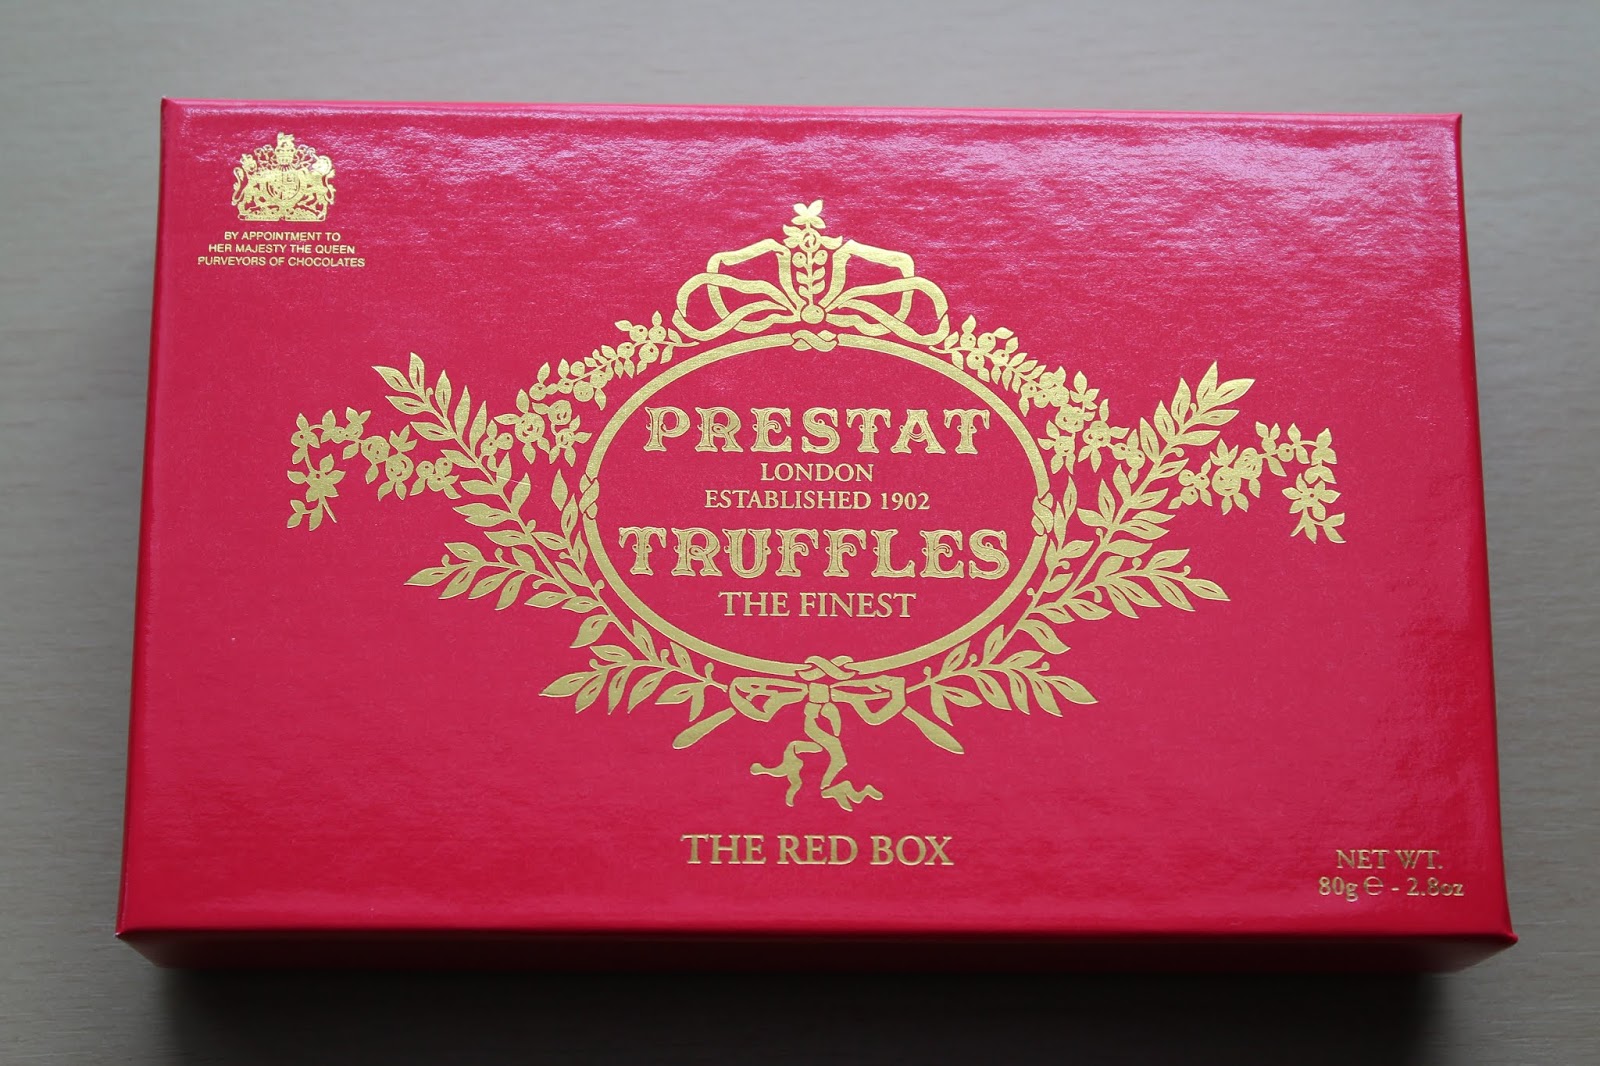 BY APPOINTMENT TO
HER MAJESTY THE QUEEN
PURVEYORS OF CHOCOLATES
PRESTAT
LONDON
ESTABLISHED 1902
TRUFFLES
THE FINEST
THE RED BOX
NET WT.
80g ℮ - 2.8oz